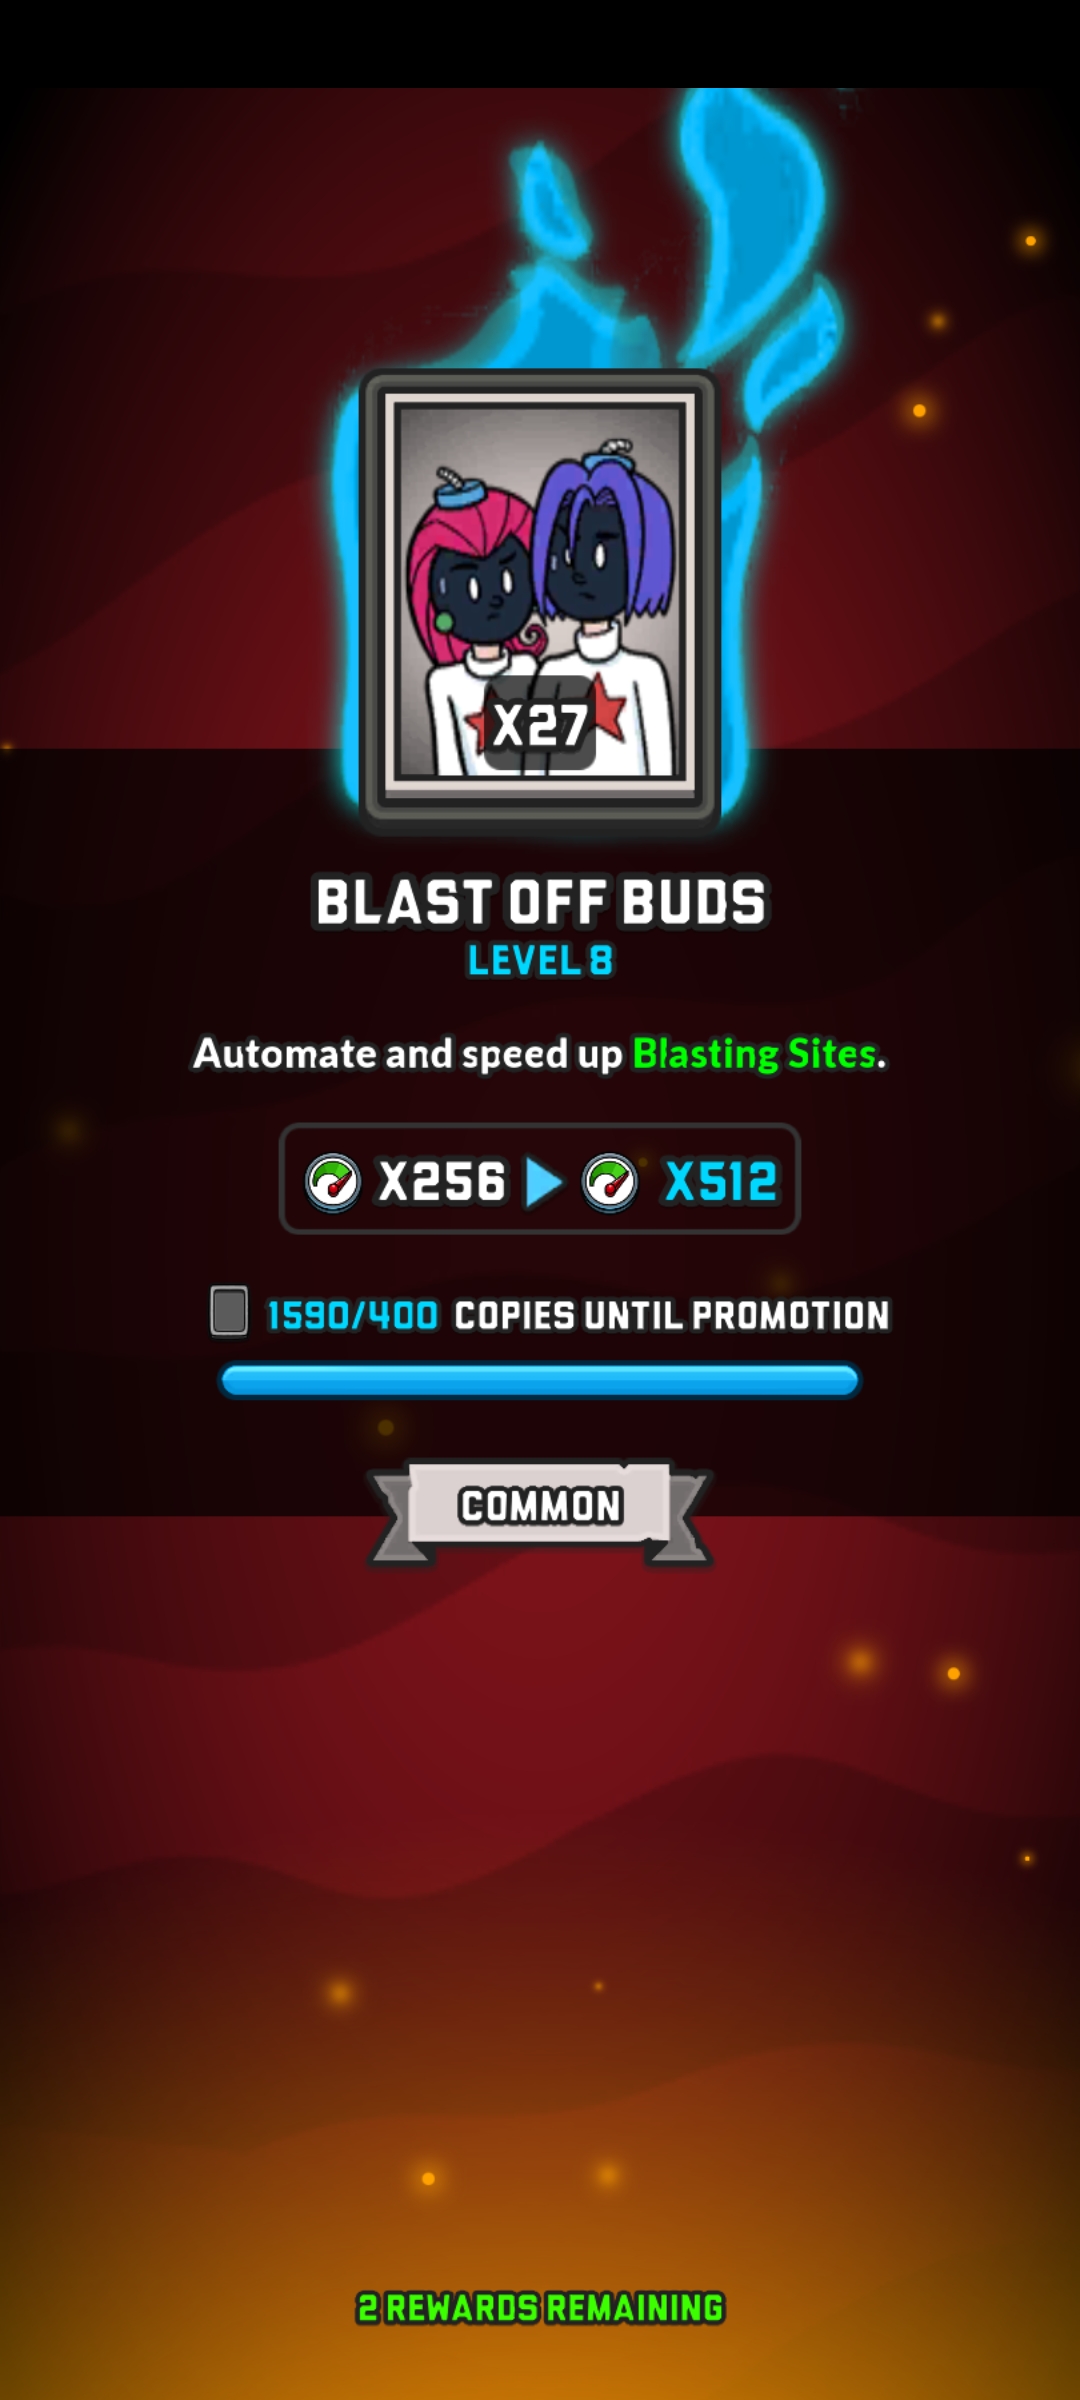 X27
BLAST OFF BUDS
LEVEL 8
Automate and speed up Blasting Sites.
X256 X512
1590/400 COPIES UNTIL PROMOTION
COMMON
2 REWARDS REMAINING